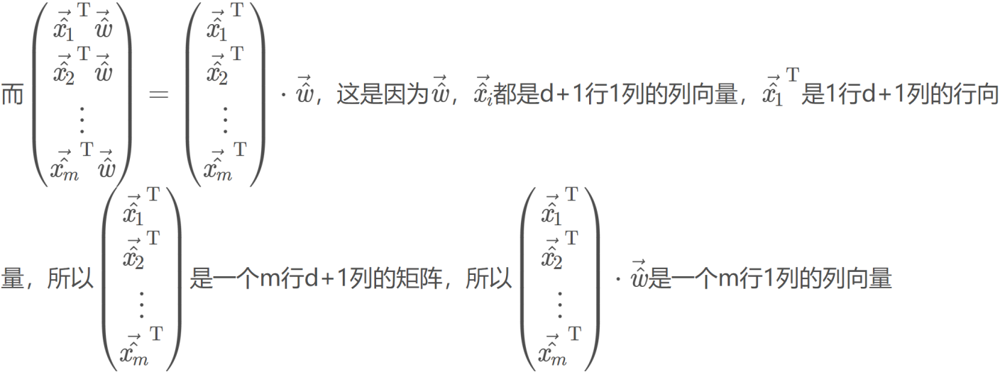 而$\begin{pmatrix} \vec{\hat{x}_1}^{\mathrm{T}} \vec{\hat{w}} \\ \vec{\hat{x}_2}^{\mathrm{T}} \vec{\hat{w}} \\ \vdots \\ \vec{\hat{x_m}}^{\mathrm{T}} \vec{\hat{w}} \end{pmatrix} = \begin{pmatrix} \vec{\hat{x}_1}^{\mathrm{T}} \\ \vec{\hat{x}_2}^{\mathrm{T}} \\ \vdots \\ \vec{\hat{x_m}}^{\mathrm{T}} \end{pmatrix} \cdot \vec{\hat{w}}$，这是因为$\vec{\hat{w}}$，$\vec{\hat{x}_i}$都是d+1行1列的列向量，$\vec{\hat{x}_1}^{\mathrm{T}}$是1行d+1列的行向
量，所以$\begin{pmatrix} \vec{\hat{x}_1}^{\mathrm{T}} \\ \vec{\hat{x}_2}^{\mathrm{T}} \\ \vdots \\ \vec{\hat{x_m}}^{\mathrm{T}} \end{pmatrix}$是一个m行d+1列的矩阵，所以$\begin{pmatrix} \vec{\hat{x}_1}^{\mathrm{T}} \\ \vec{\hat{x}_2}^{\mathrm{T}} \\ \vdots \\ \vec{\hat{x_m}}^{\mathrm{T}} \end{pmatrix} \cdot \vec{\hat{w}}$是一个m行1列的列向量